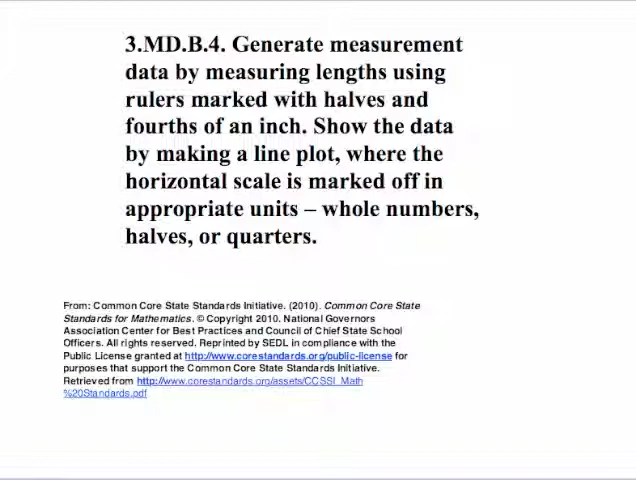 3.MD.B.4. Generate measurement
data by measuring lengths using
rulers marked with halves and
fourths of an inch. Show the data
by making a line plot, where the
horizontal scale is marked off in
appropriate units – whole numbers,
halves, or quarters.
From: Common Core State Standards Initiative. (2010). Common Core State
Standards for Mathematics. © Copyright 2010. National Governors
Association Center for Best Practices and Council of Chief State School
Officers. All rights reserved. Reprinted by SEDL in compliance with the
Public License granted at http://www.corestandards.org/public-license for
purposes that support the Common Core State Standards Initiative.
Retrieved from http://www.corestandards.org/assets/CCSSI_Math
%20Standards.pdf